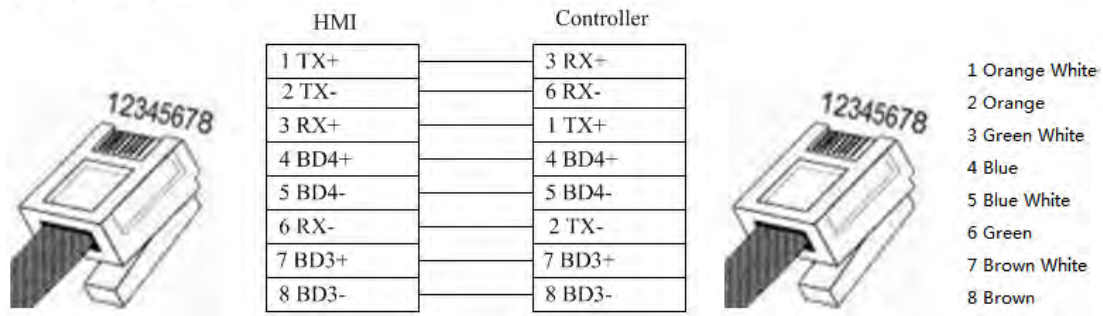 HMI
Controller
1 TX+
3 RX+
2 TX-
6 RX-
3 RX+
1 TX+
4 BD4+
4 BD4+
5 BD4-
5 BD4-
6 RX-
2 TX-
7 BD3+
7 BD3+
8 BD3-
8 BD3-
12345678
12345678
1 Orange White
2 Orange
3 Green White
4 Blue
5 Blue White
6 Green
7 Brown White
8 Brown